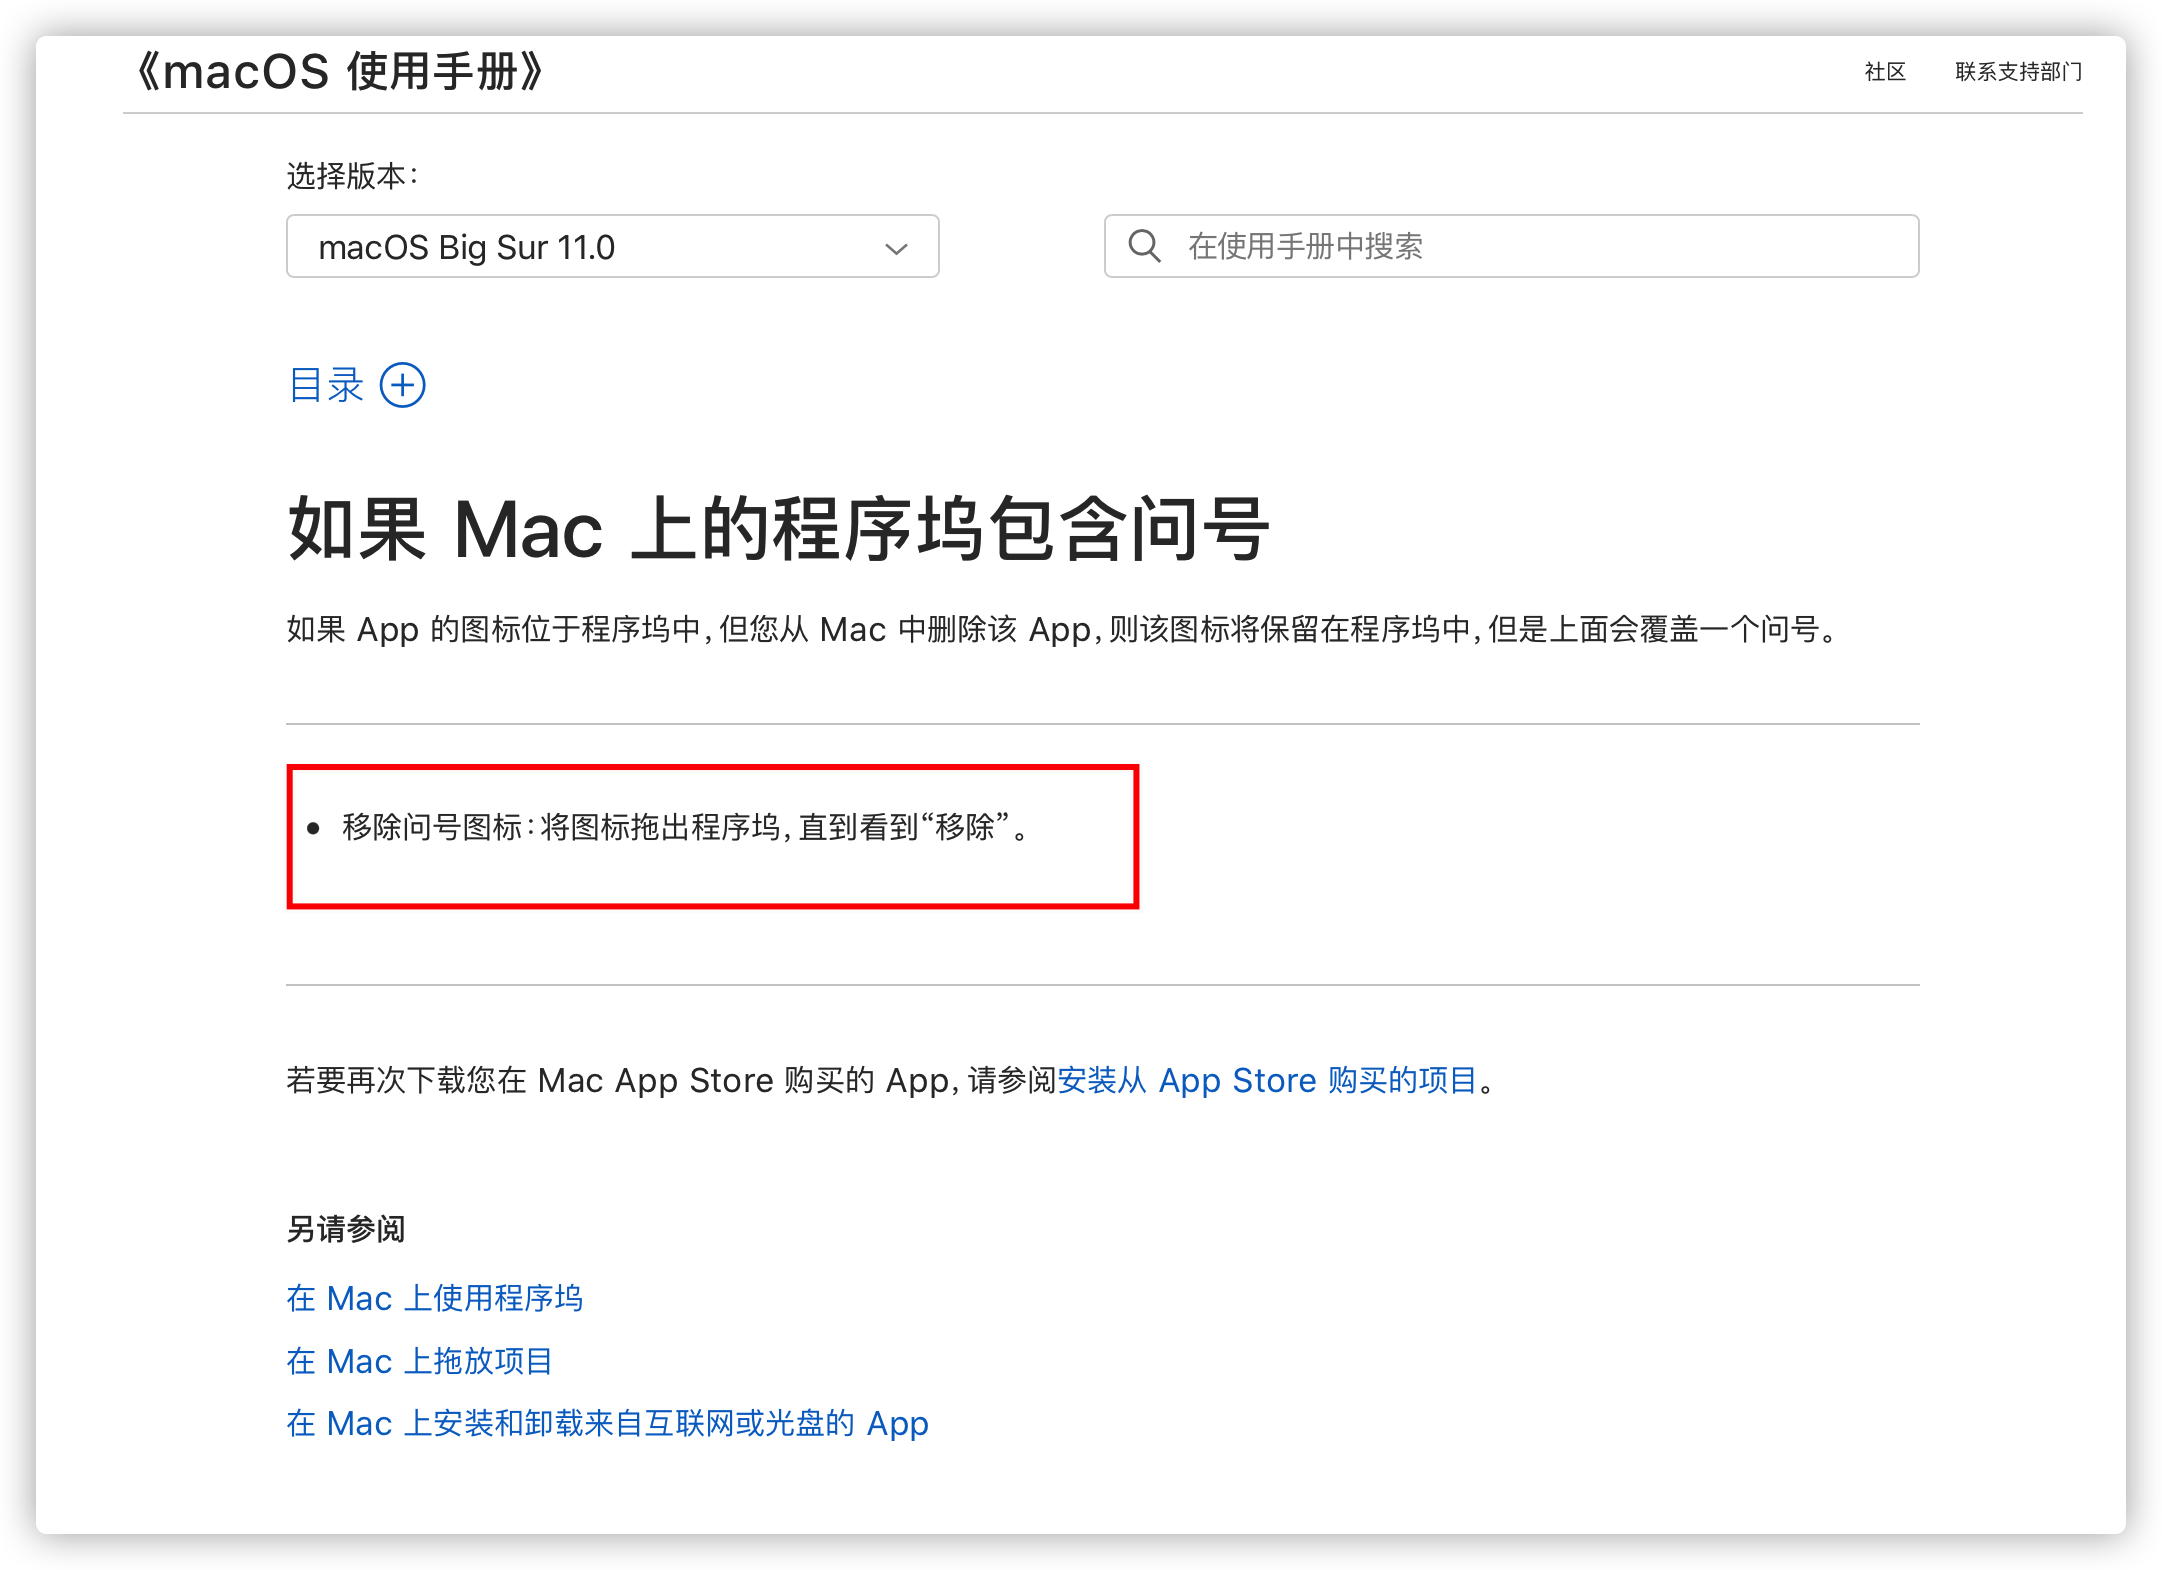 《macOS 使用手册》
社区
联系支持部门
选择版本：
macOS Big Sur 11.0
在使用手册中搜索
目录
如果 Mac 上的程序坞包含问号
如果 App 的图标位于程序坞中，但您从 Mac 中删除该 App，则该图标将保留在程序坞中，但是上面会覆盖一个问号。
• 移除问号图标：将图标拖出程序坞，直到看到“移除”。
若要再次下载您在 Mac App Store 购买的 App，请参阅安装从 App Store 购买的项目。
另请参阅
在 Mac 上使用程序坞
在 Mac 上拖放项目
在 Mac 上安装和卸载来自互联网或光盘的 App